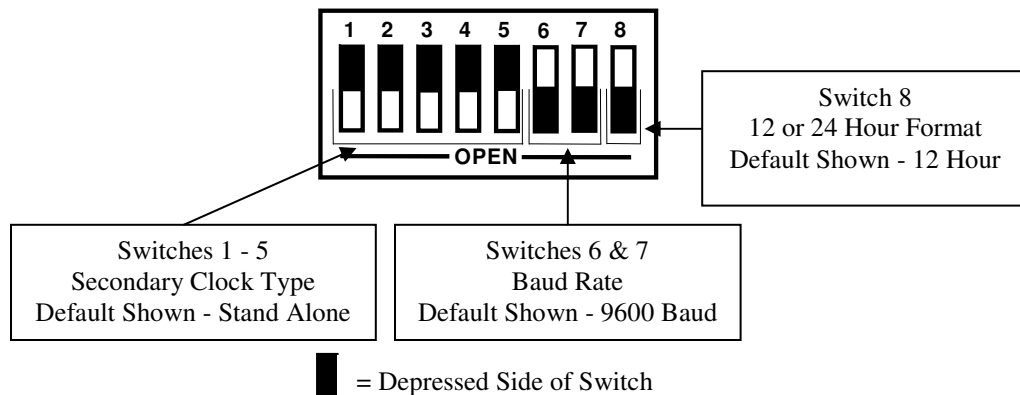 1 2 3 4 5 6 7 8
OPEN
Switch 8
12 or 24 Hour Format
Default Shown - 12 Hour
Switches 1 - 5
Secondary Clock Type
Default Shown - Stand Alone
Switches 6 & 7
Baud Rate
Default Shown - 9600 Baud
= Depressed Side of Switch